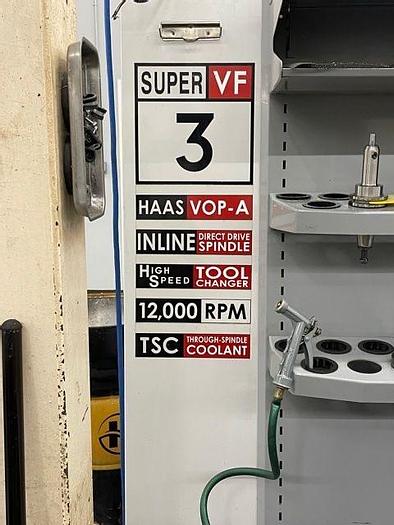 SUPER VF
3
HAAS VOP-A
INLINE DIRECT DRIVE SPINDLE
HIGH SPEED TOOL CHANGER
12,000 RPM
TSC THROUGH-SPINDLE COOLANT